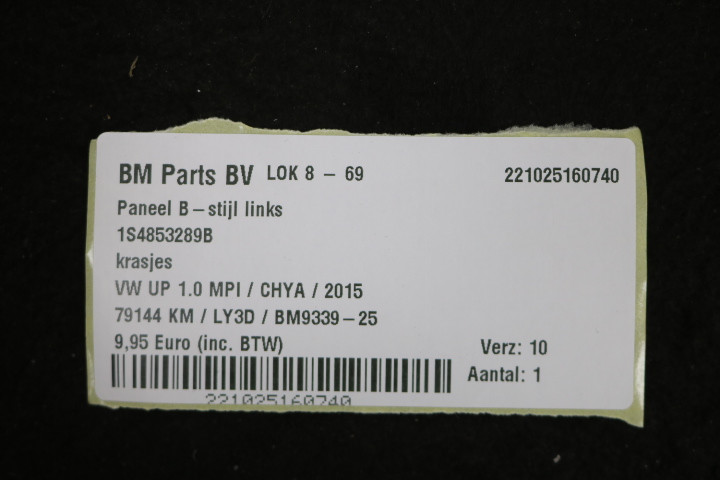 BM Parts BV LOK 8 - 69 221025160740
Paneel B-stijl links
1S4853289B
krasjes
VW UP 1.0 MPI / CHYA / 2015
79144 KM / LY3D / BM9339-25
9,95 Euro (inc. BTW) Verz: 10
Aantal: 1
221025160740